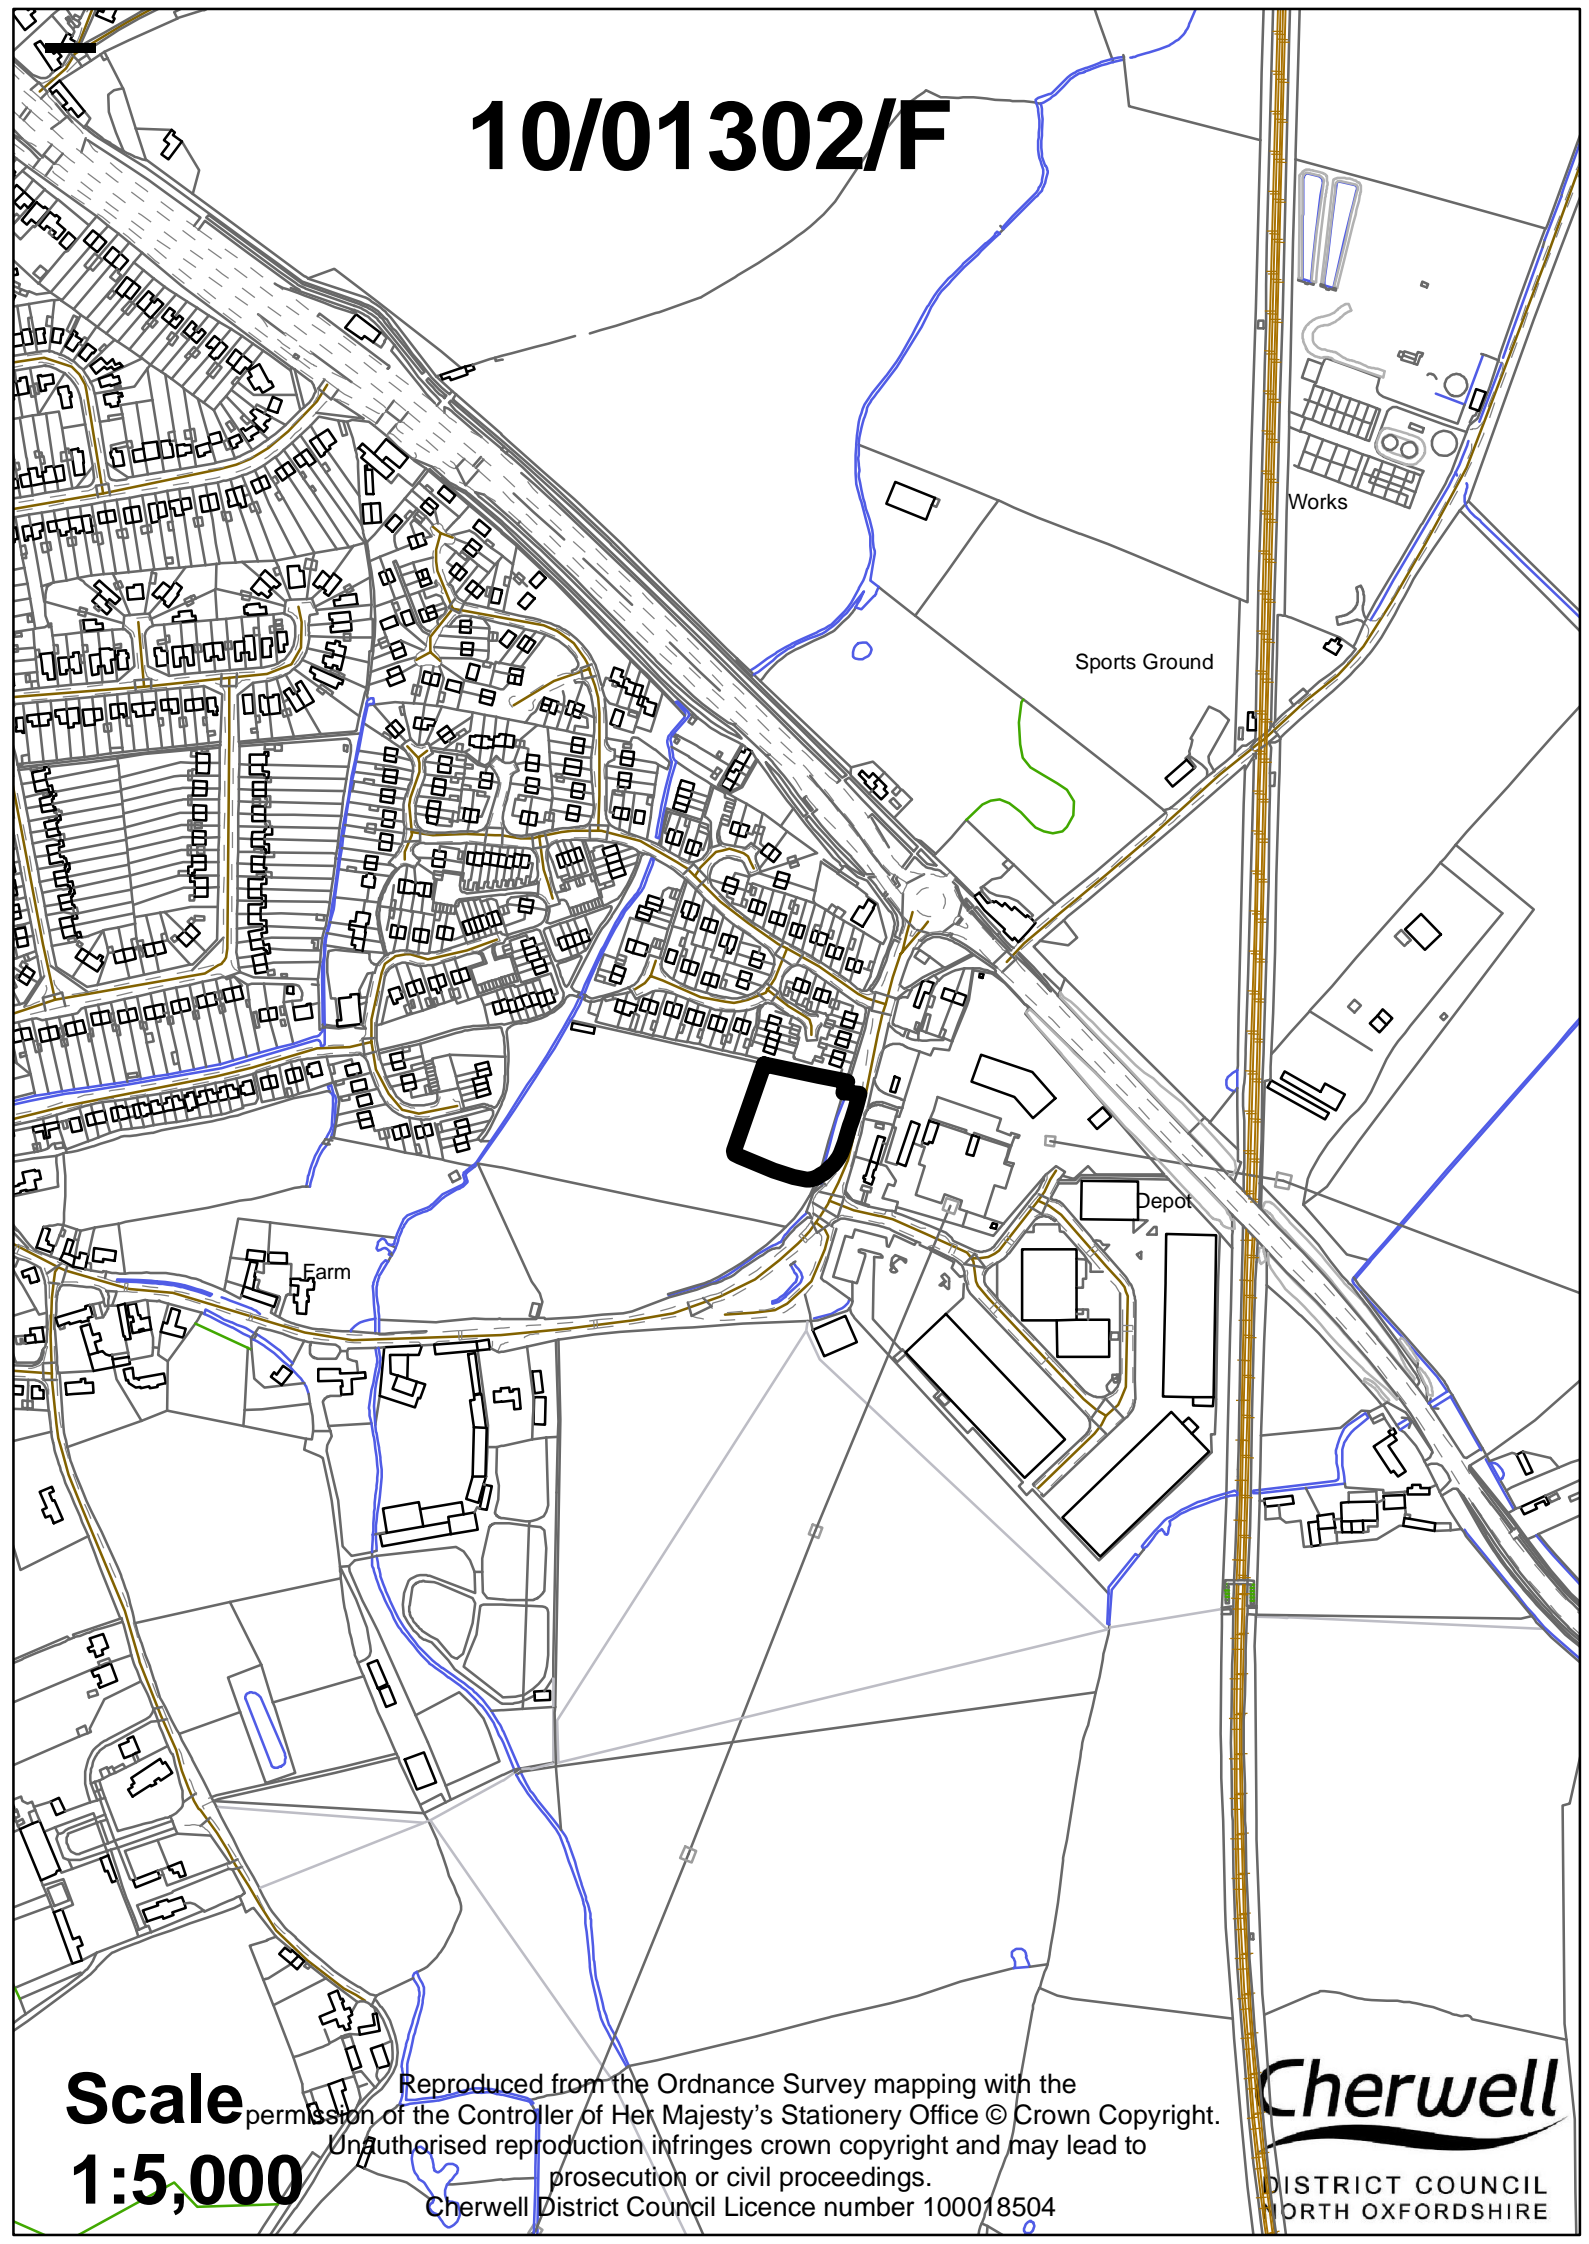 10/01302/F
Works
Sports Ground
Depot
Farm
Scale
1:5,000
Reproduced from the Ordnance Survey mapping with the
permission of the Controller of Her Majesty's Stationery Office © Crown Copyright.
Unauthorised reproduction infringes crown copyright and may lead to
prosecution or civil proceedings.
Cherwell District Council Licence number 100018504
Cherwell
DISTRICT COUNCIL
NORTH OXFORDSHIRE